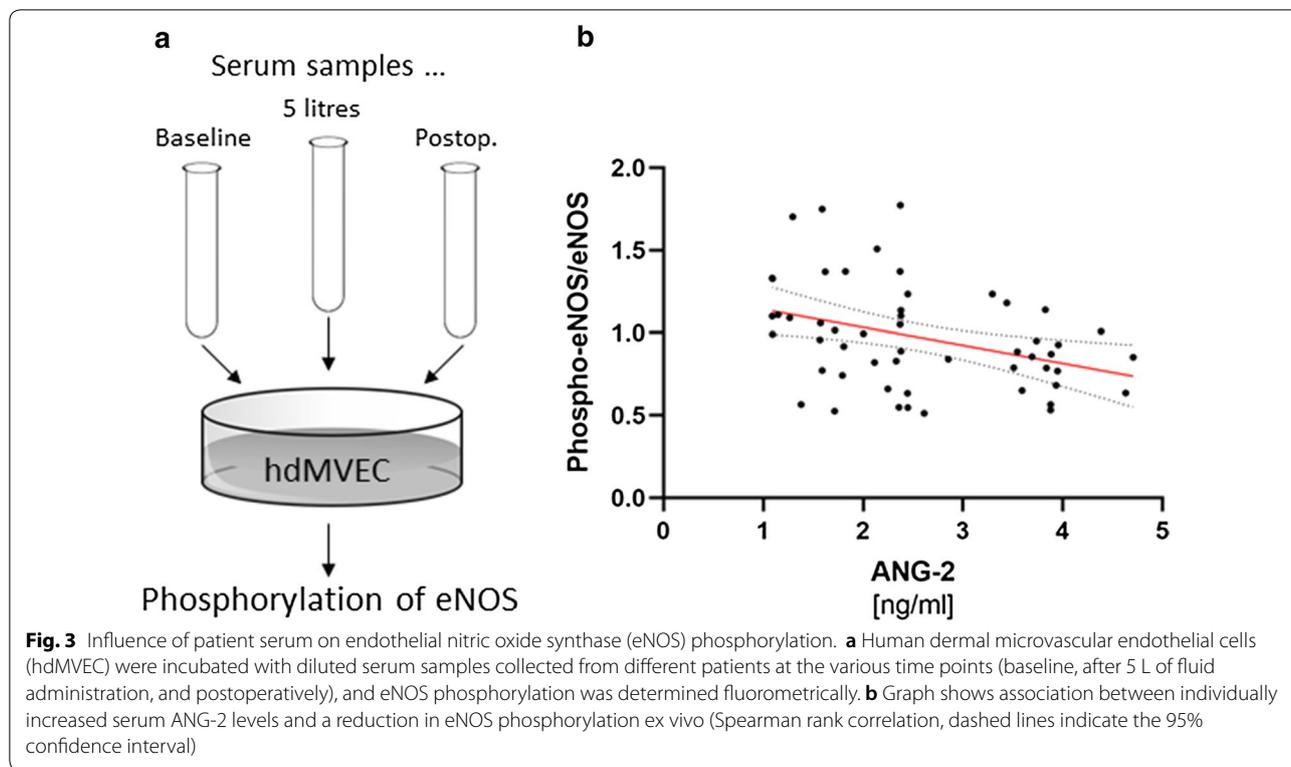 a
Serum samples ...
5 litres
Baseline
Postop.
hdMVEC
Phosphorylation of eNOS
b
Phospho-eNOS/eNOS
2.0
1.5
1.0
0.5
0.0
0 1 2 3 4 5
ANG-2
[ng/ml]
Fig. 3 Influence of patient serum on endothelial nitric oxide synthase (eNOS) phosphorylation. a Human dermal microvascular endothelial cells
(hdMVEC) were incubated with diluted serum samples collected from different patients at the various time points (baseline, after 5 L of fluid
administration, and postoperatively), and eNOS phosphorylation was determined fluorometrically. b Graph shows association between individually
increased serum ANG-2 levels and a reduction in eNOS phosphorylation ex vivo (Spearman rank correlation, dashed lines indicate the 95%
confidence interval)